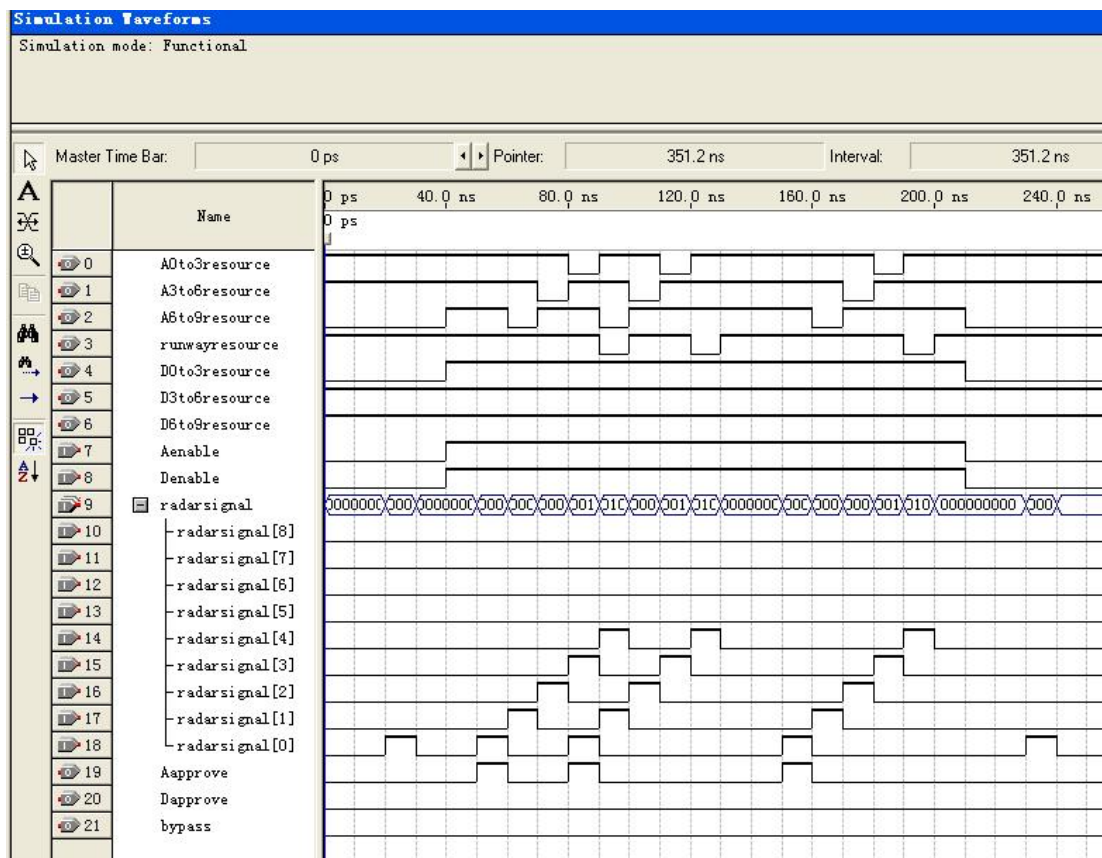 Simulation Waveforms
Simulation mode: Functional
Master Time Bar: 0 ps Pointer: 351.2 ns Interval: 351.2 ns
Name
0 ps 40.0 ns 80.0 ns 120.0 ns 160.0 ns 200.0 ns 240.0 ns
0 ps
0 A0to3resource
1 A3to6resource
2 A6to9resource
3 runwayresource
4 D0to3resource
5 D3to6resource
6 D6to9resource
7 Aenable
8 Denable
9 radarsignal
10 radarsignal[8]
11 radarsignal[7]
12 radarsignal[6]
13 radarsignal[5]
14 radarsignal[4]
15 radarsignal[3]
16 radarsignal[2]
17 radarsignal[1]
18 radarsignal[0]
19 Aapprove
20 Dapprove
21 bypass